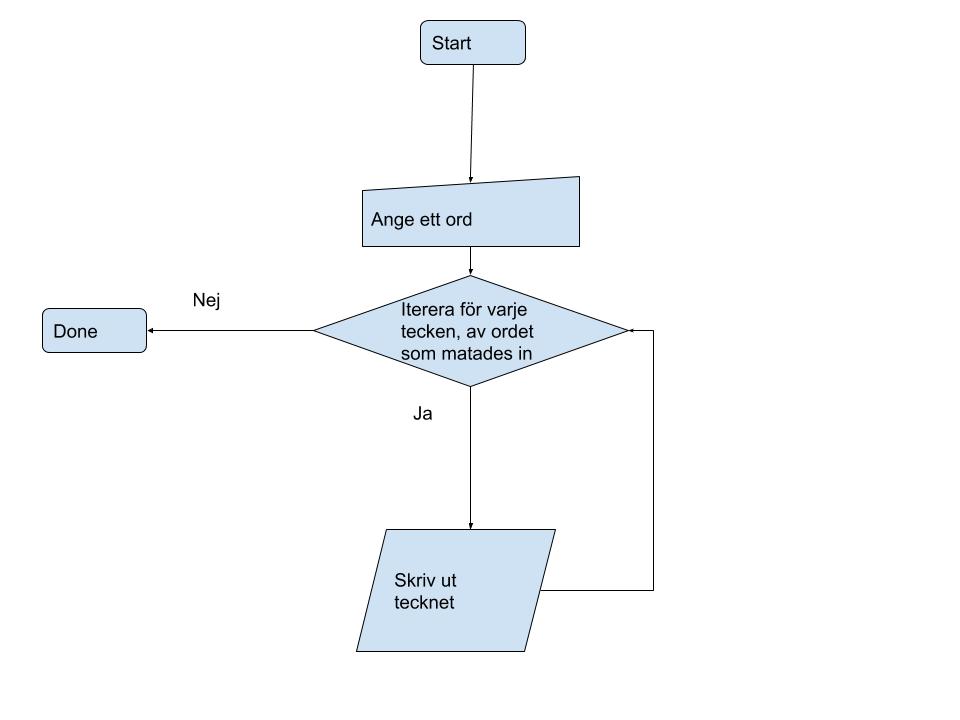 Start
Ange ett ord
Nej
Iterera för varje
tecken, av ordet
som matades in
Done
Ja
Skriv ut
tecknet